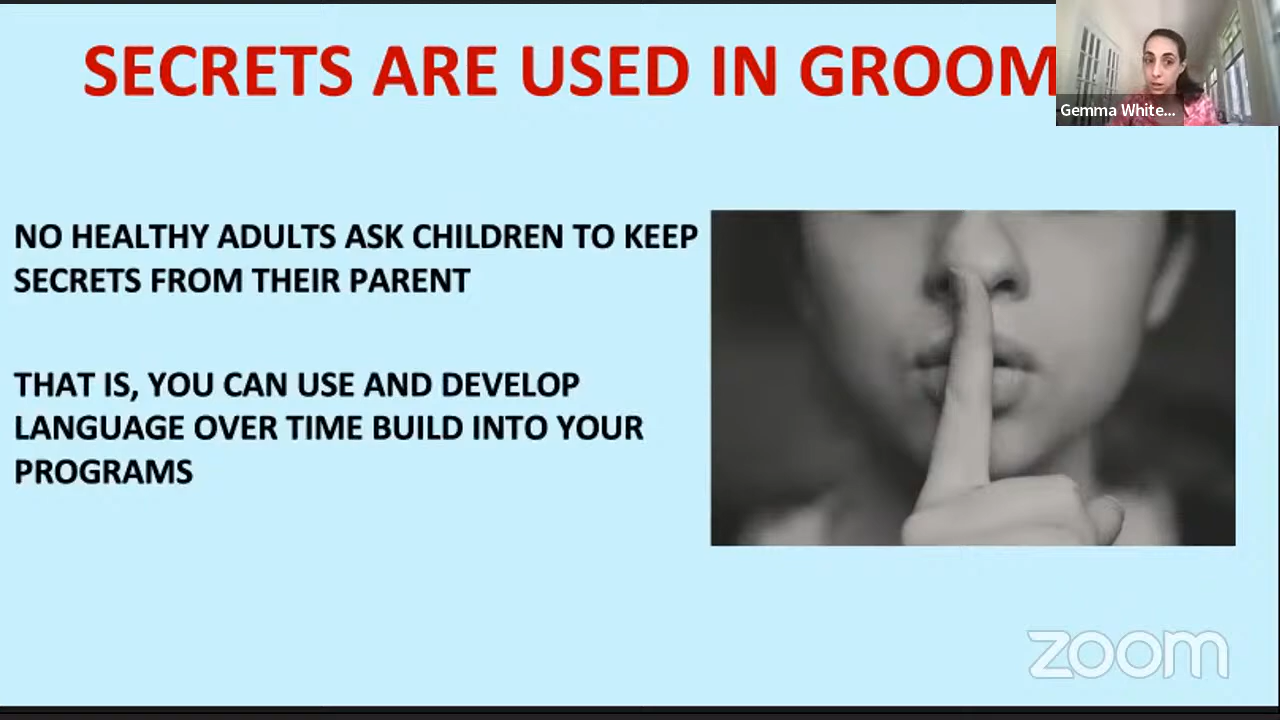 SECRETS ARE USED IN GROOM
Gemma White...
NO HEALTHY ADULTS ASK CHILDREN TO KEEP
SECRETS FROM THEIR PARENT
THAT IS, YOU CAN USE AND DEVELOP
LANGUAGE OVER TIME BUILD INTO YOUR
PROGRAMS
zoom